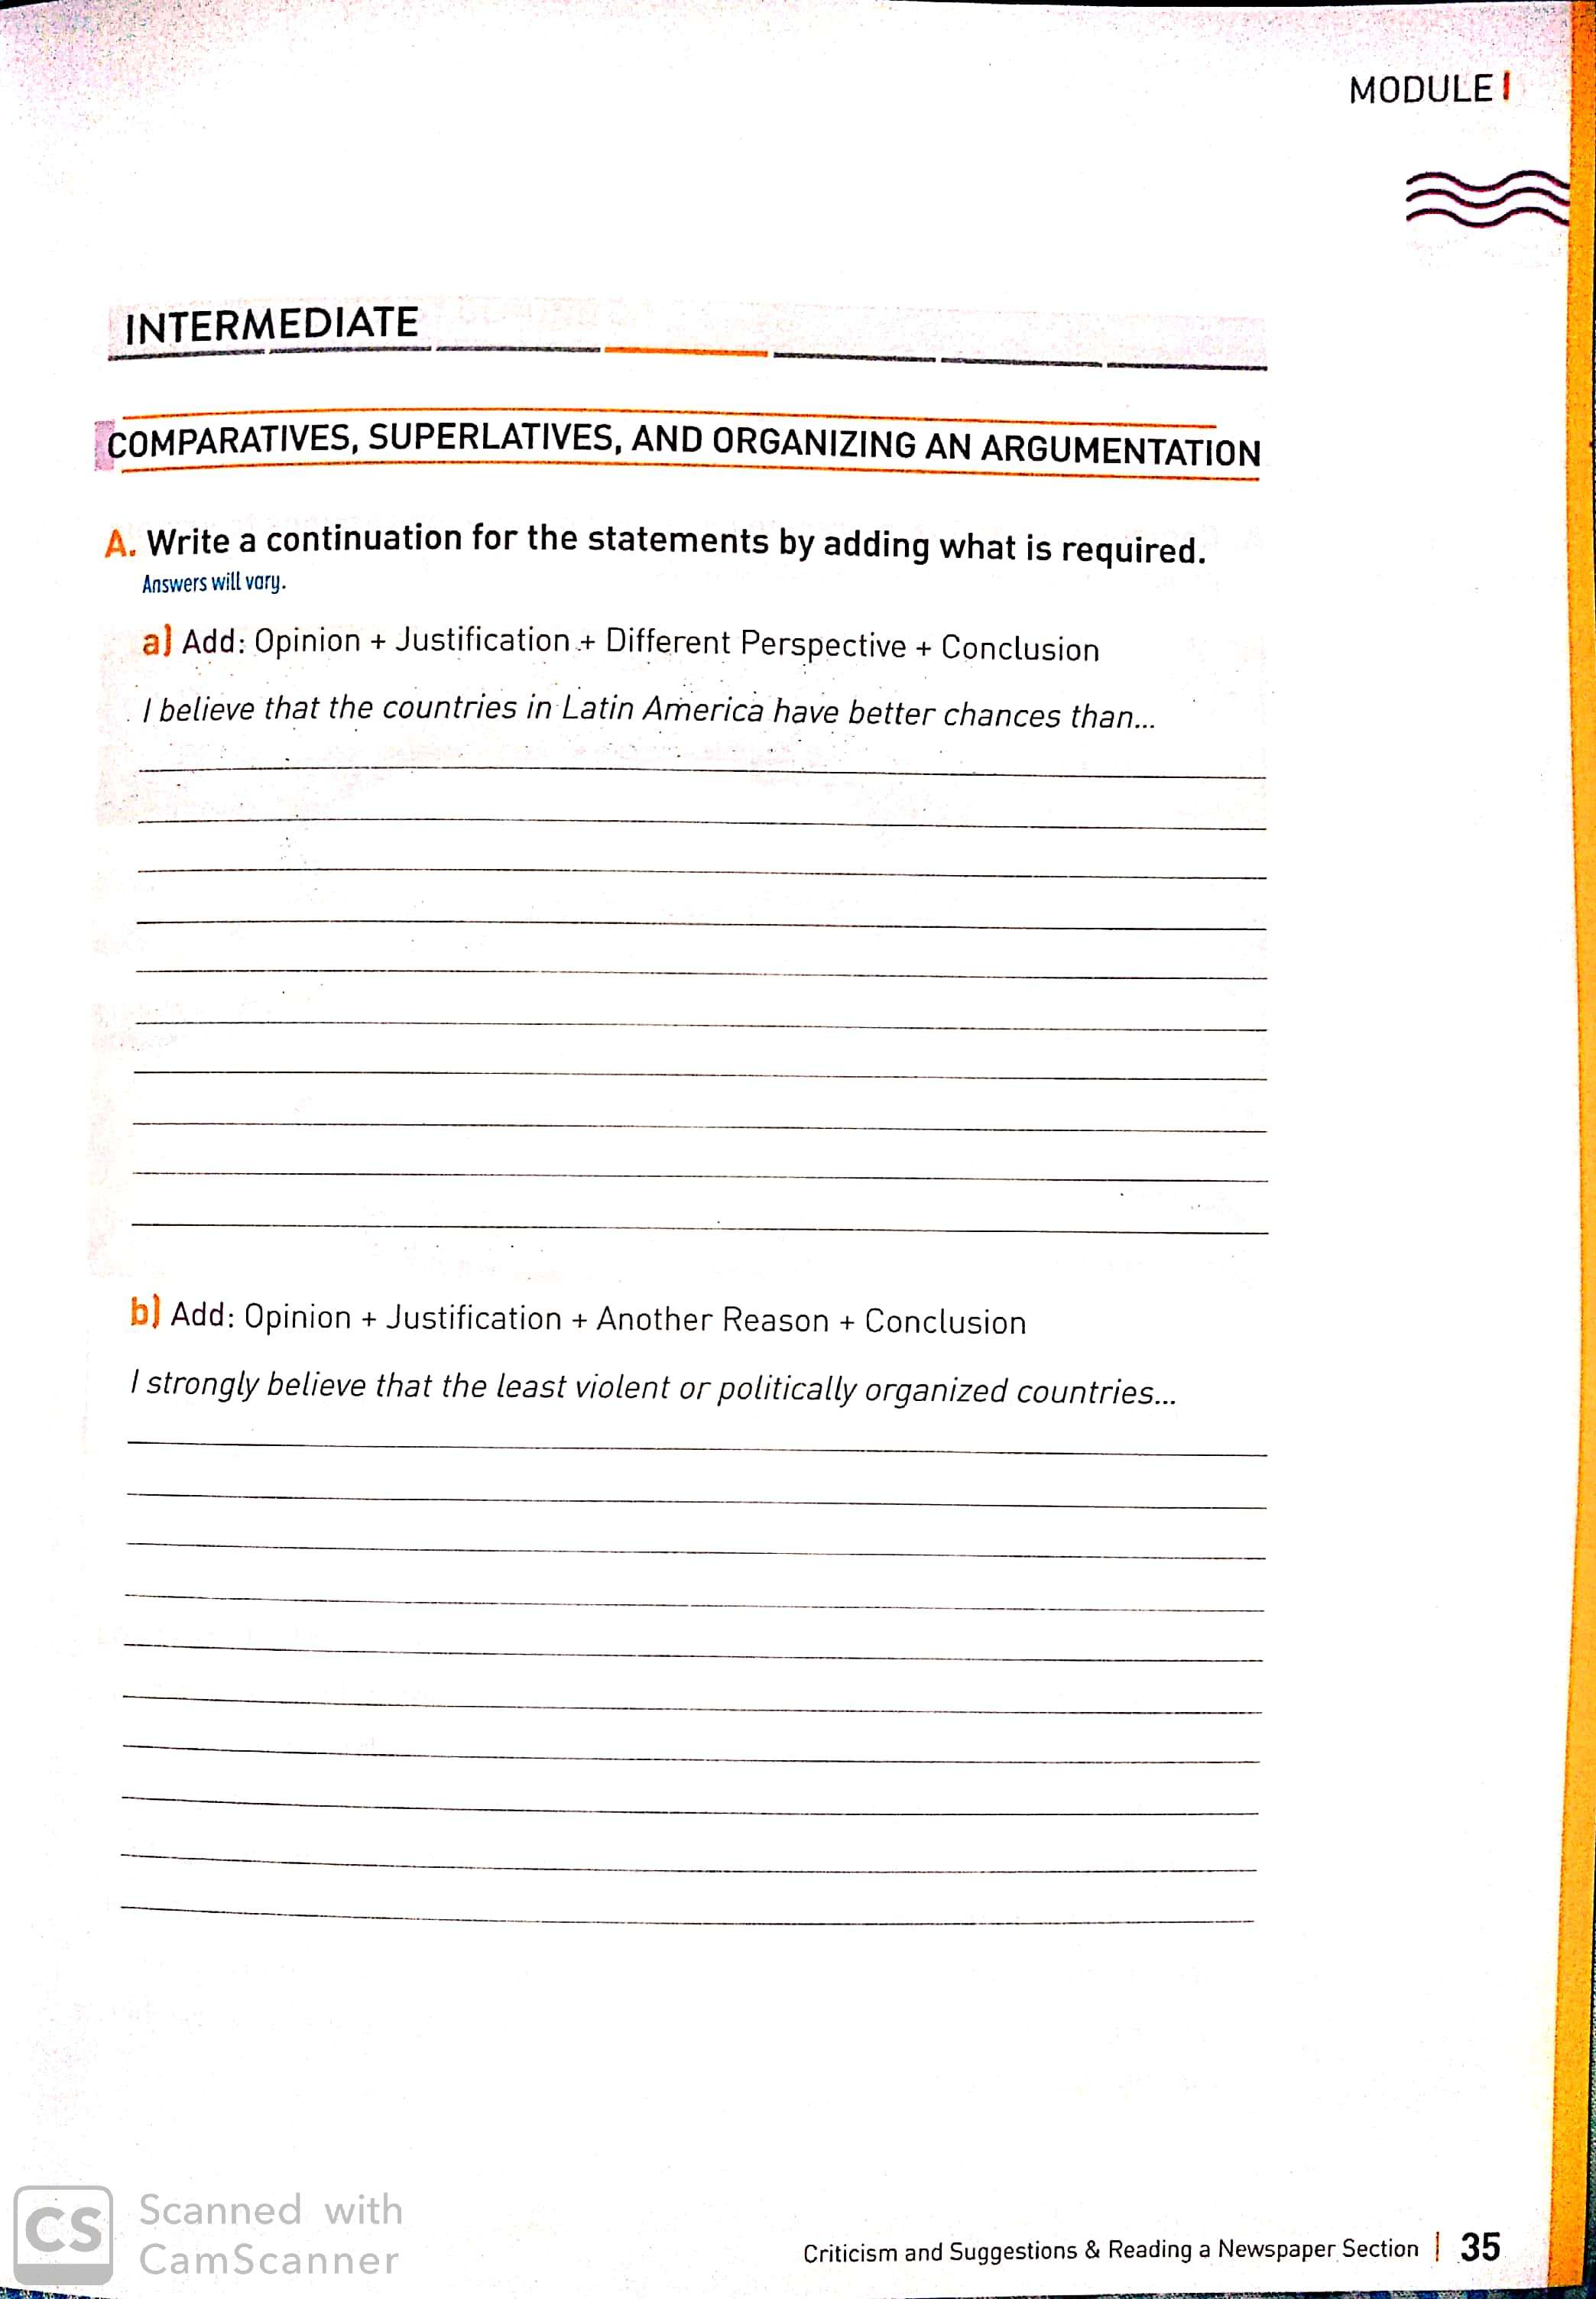 MODULE I
INTERMEDIATE
COMPARATIVES, SUPERLATIVES, AND ORGANIZING AN ARGUMENTATION
A. Write a continuation for the statements by adding what is required.
Answers will vary.
a) Add: Opinion + Justification + Different Perspective + Conclusion
I believe that the countries in Latin America have better chances than...
b) Add: Opinion + Justification + Another Reason + Conclusion
I strongly believe that the least violent or politically organized countries...
CS Scanned with
CamScanner
Criticism and Suggestions & Reading a Newspaper Section | 35